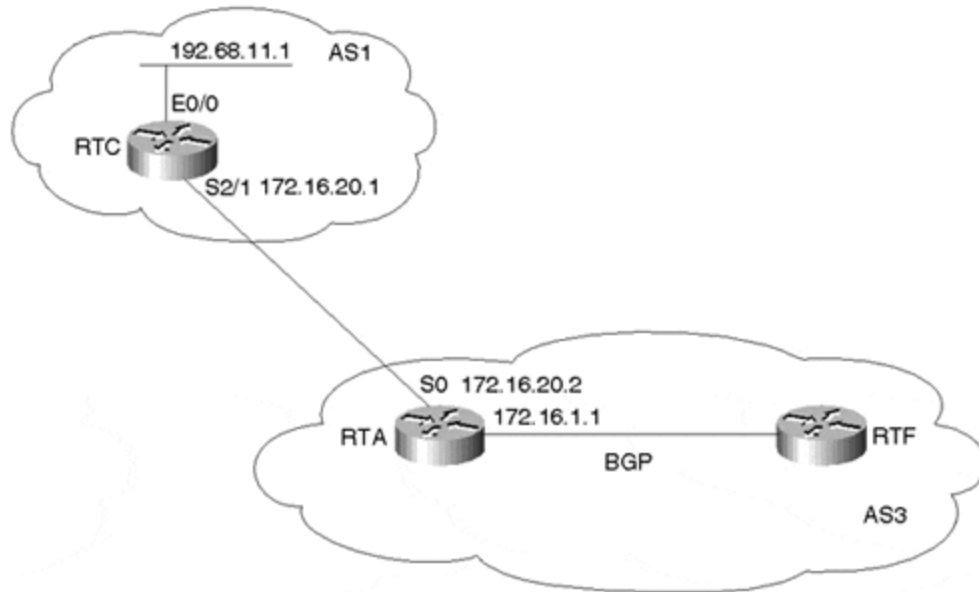 192.68.11.1
AS1
E0/0
RTC
S2/1 172.16.20.1
S0 172.16.20.2
172.16.1.1
RTA
RTF
BGP
AS3